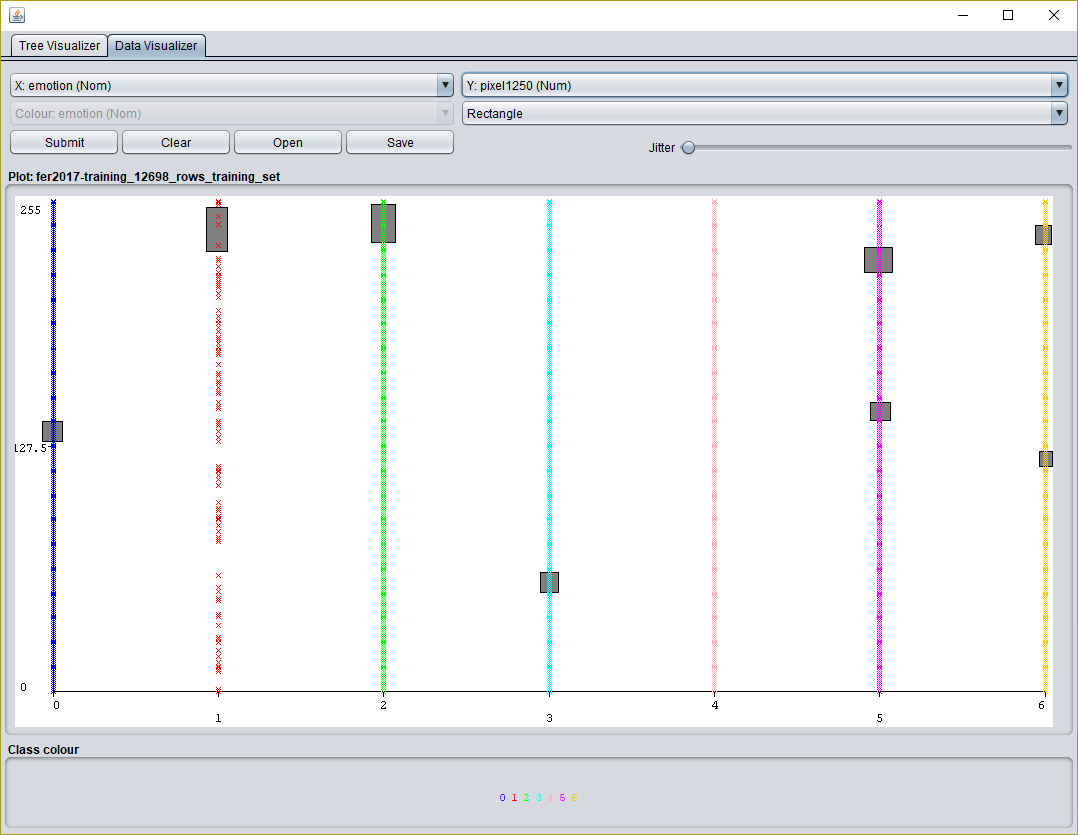 Tree Visualizer Data Visualizer
X: emotion (Nom) Y: pixel1250 (Num)
Colour: emotion (Nom) Rectangle
Submit Clear Open Save Jitter
Plot: fer2017-training_12698_rows_training_set
255
127.5
0
0 2 4 6
1 3 5
Class colour
0 1 2 3 4 5 6